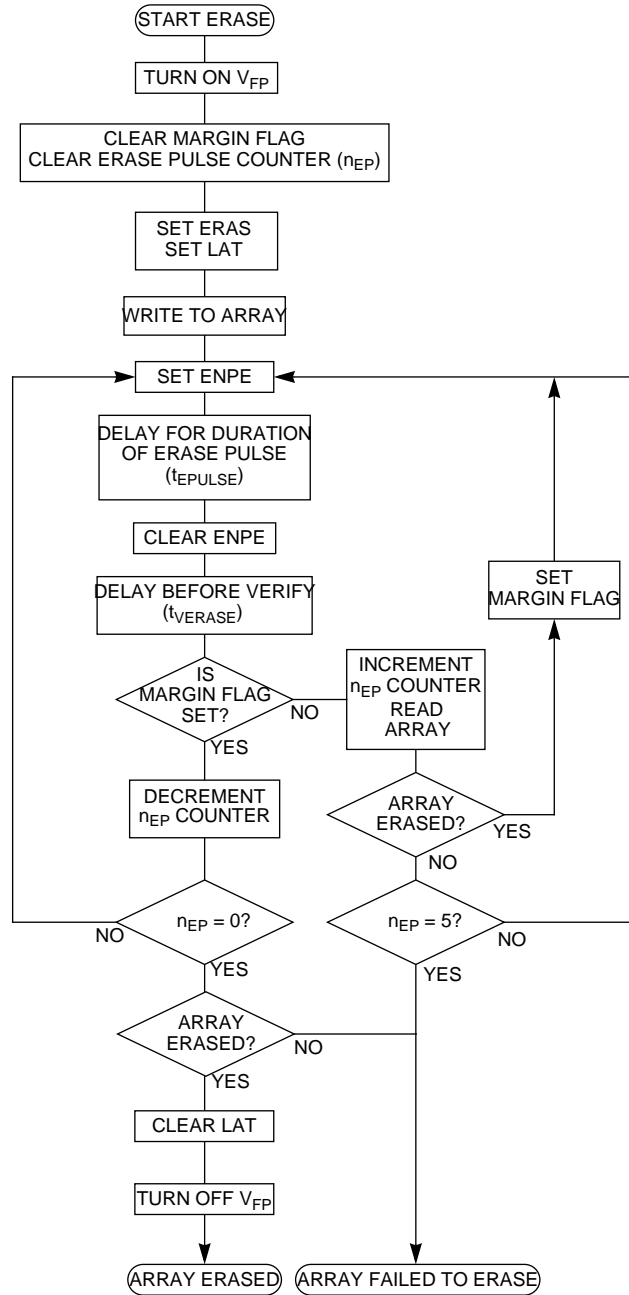 START ERASE
TURN ON VFP
CLEAR MARGIN FLAG
CLEAR ERASE PULSE COUNTER (nEP)
SET ERAS
SET LAT
WRITE TO ARRAY
SET ENPE
DELAY FOR DURATION
OF ERASE PULSE
(tEPULSE)
CLEAR ENPE
DELAY BEFORE VERIFY
(tVERASE)
SET
MARGIN FLAG
IS
MARGIN FLAG
SET?
NO
YES
INCREMENT
nEP COUNTER
READ
ARRAY
DECREMENT
nEP COUNTER
ARRAY
ERASED?
YES
NO
nEP = 0?
NO
YES
nEP = 5?
NO
YES
ARRAY
ERASED?
NO
YES
CLEAR LAT
TURN OFF VFP
ARRAY ERASED
ARRAY FAILED TO ERASE